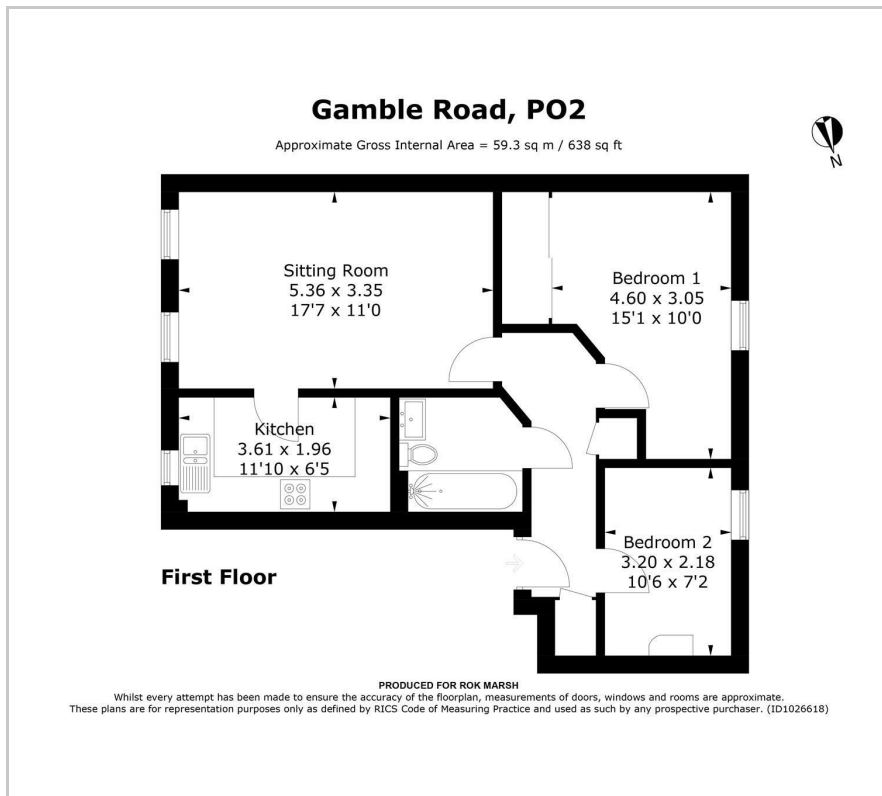 Gamble Road, PO2
Approximate Gross Internal Area = 59.3 sq m / 638 sq ft
N
Sitting Room
5.36 x 3.35
17'7 x 11'0
Bedroom 1
4.60 x 3.05
15'1 x 10'0
Kitchen
3.61 x 1.96
11'10 x 6'5
Bedroom 2
3.20 x 2.18
10'6 x 7'2
First Floor
PRODUCED FOR ROK MARSH
Whilst every attempt has been made to ensure the accuracy of the floorplan, measurements of doors, windows and rooms are approximate.
These plans are for representation purposes only as defined by RICS Code of Measuring Practice and used as such by any prospective purchaser. (ID1026618)